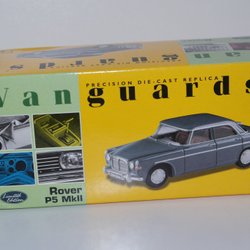 Van guards
PRECISION DIE-CAST REPLICA
Limited
Edition
Rover
P5 MkII